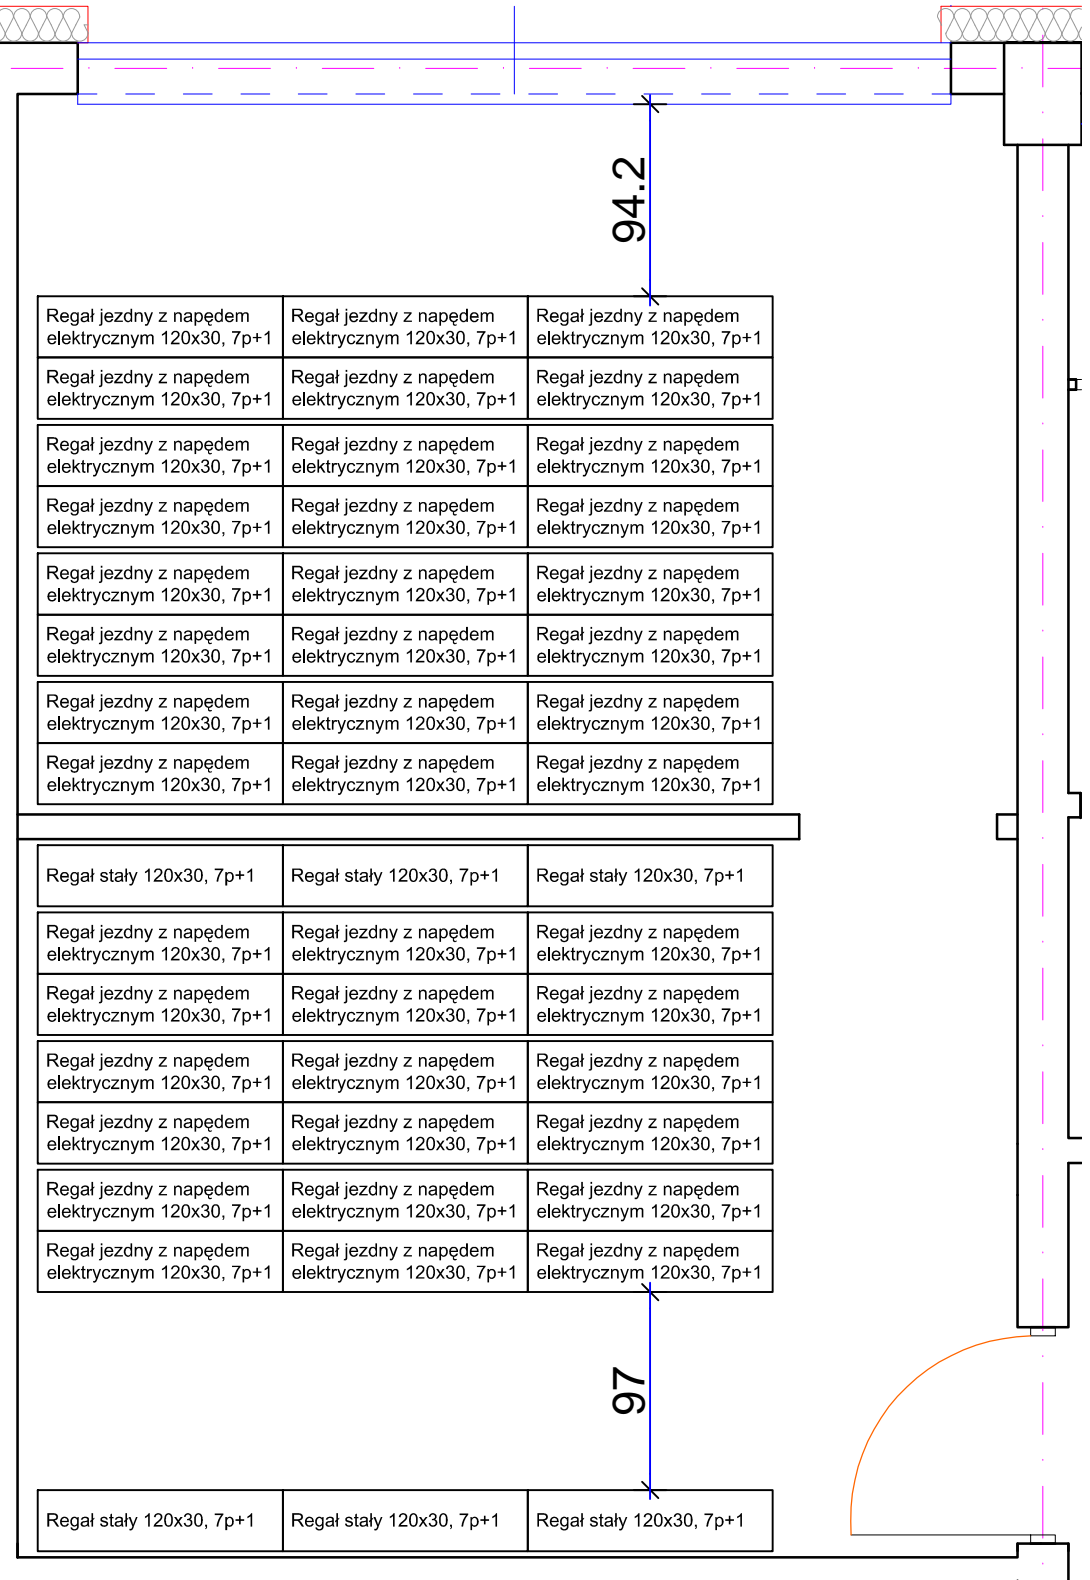 94.2
Regał jezdny z napędem
elektrycznym 120x30, 7p+1
Regał jezdny z napędem
elektrycznym 120x30, 7p+1
Regał jezdny z napędem
elektrycznym 120x30, 7p+1
Regał jezdny z napędem
elektrycznym 120x30, 7p+1
Regał jezdny z napędem
elektrycznym 120x30, 7p+1
Regał jezdny z napędem
elektrycznym 120x30, 7p+1
Regał jezdny z napędem
elektrycznym 120x30, 7p+1
Regał jezdny z napędem
elektrycznym 120x30, 7p+1
Regał jezdny z napędem
elektrycznym 120x30, 7p+1
Regał jezdny z napędem
elektrycznym 120x30, 7p+1
Regał jezdny z napędem
elektrycznym 120x30, 7p+1
Regał jezdny z napędem
elektrycznym 120x30, 7p+1
Regał jezdny z napędem
elektrycznym 120x30, 7p+1
Regał jezdny z napędem
elektrycznym 120x30, 7p+1
Regał jezdny z napędem
elektrycznym 120x30, 7p+1
Regał jezdny z napędem
elektrycznym 120x30, 7p+1
Regał jezdny z napędem
elektrycznym 120x30, 7p+1
Regał jezdny z napędem
elektrycznym 120x30, 7p+1
Regał jezdny z napędem
elektrycznym 120x30, 7p+1
Regał jezdny z napędem
elektrycznym 120x30, 7p+1
Regał jezdny z napędem
elektrycznym 120x30, 7p+1
Regał jezdny z napędem
elektrycznym 120x30, 7p+1
Regał jezdny z napędem
elektrycznym 120x30, 7p+1
Regał jezdny z napędem
elektrycznym 120x30, 7p+1
Regał stały 120x30, 7p+1
Regał stały 120x30, 7p+1
Regał stały 120x30, 7p+1
Regał jezdny z napędem
elektrycznym 120x30, 7p+1
Regał jezdny z napędem
elektrycznym 120x30, 7p+1
Regał jezdny z napędem
elektrycznym 120x30, 7p+1
Regał jezdny z napędem
elektrycznym 120x30, 7p+1
Regał jezdny z napędem
elektrycznym 120x30, 7p+1
Regał jezdny z napędem
elektrycznym 120x30, 7p+1
Regał jezdny z napędem
elektrycznym 120x30, 7p+1
Regał jezdny z napędem
elektrycznym 120x30, 7p+1
Regał jezdny z napędem
elektrycznym 120x30, 7p+1
Regał jezdny z napędem
elektrycznym 120x30, 7p+1
Regał jezdny z napędem
elektrycznym 120x30, 7p+1
Regał jezdny z napędem
elektrycznym 120x30, 7p+1
Regał jezdny z napędem
elektrycznym 120x30, 7p+1
Regał jezdny z napędem
elektrycznym 120x30, 7p+1
Regał jezdny z napędem
elektrycznym 120x30, 7p+1
Regał jezdny z napędem
elektrycznym 120x30, 7p+1
Regał jezdny z napędem
elektrycznym 120x30, 7p+1
Regał jezdny z napędem
elektrycznym 120x30, 7p+1
97
Regał stały 120x30, 7p+1
Regał stały 120x30, 7p+1
Regał stały 120x30, 7p+1